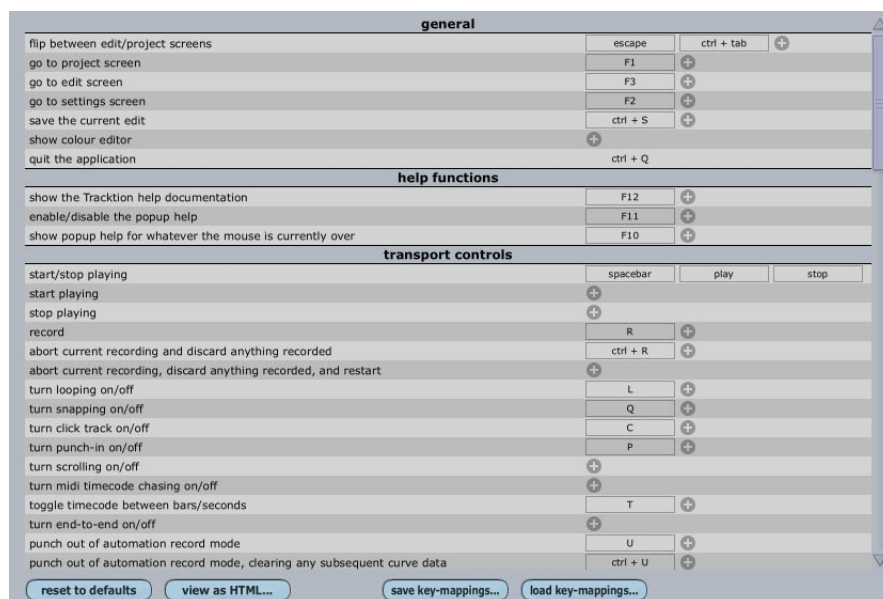 general
flip between edit/project screens escape ctrl + tab
go to project screen F1
go to edit screen F3
go to settings screen F2
save the current edit ctrl + S
show colour editor
quit the application ctrl + Q
help functions
show the Tracktion help documentation F12
enable/disable the popup help F11
show popup help for whatever the mouse is currently over F10
transport controls
start/stop playing spacebar play stop
start playing
stop playing
record R
abort current recording and discard anything recorded ctrl + R
abort current recording, discard anything recorded, and restart
turn looping on/off L
turn snapping on/off Q
turn click track on/off C
turn punch-in on/off P
turn scrolling on/off
turn midi timecode chasing on/off
toggle timecode between bars/seconds T
turn end-to-end on/off
punch out of automation record mode U
punch out of automation record mode, clearing any subsequent curve data ctrl + U
reset to defaults view as HTML... save key-mappings... load key-mappings...